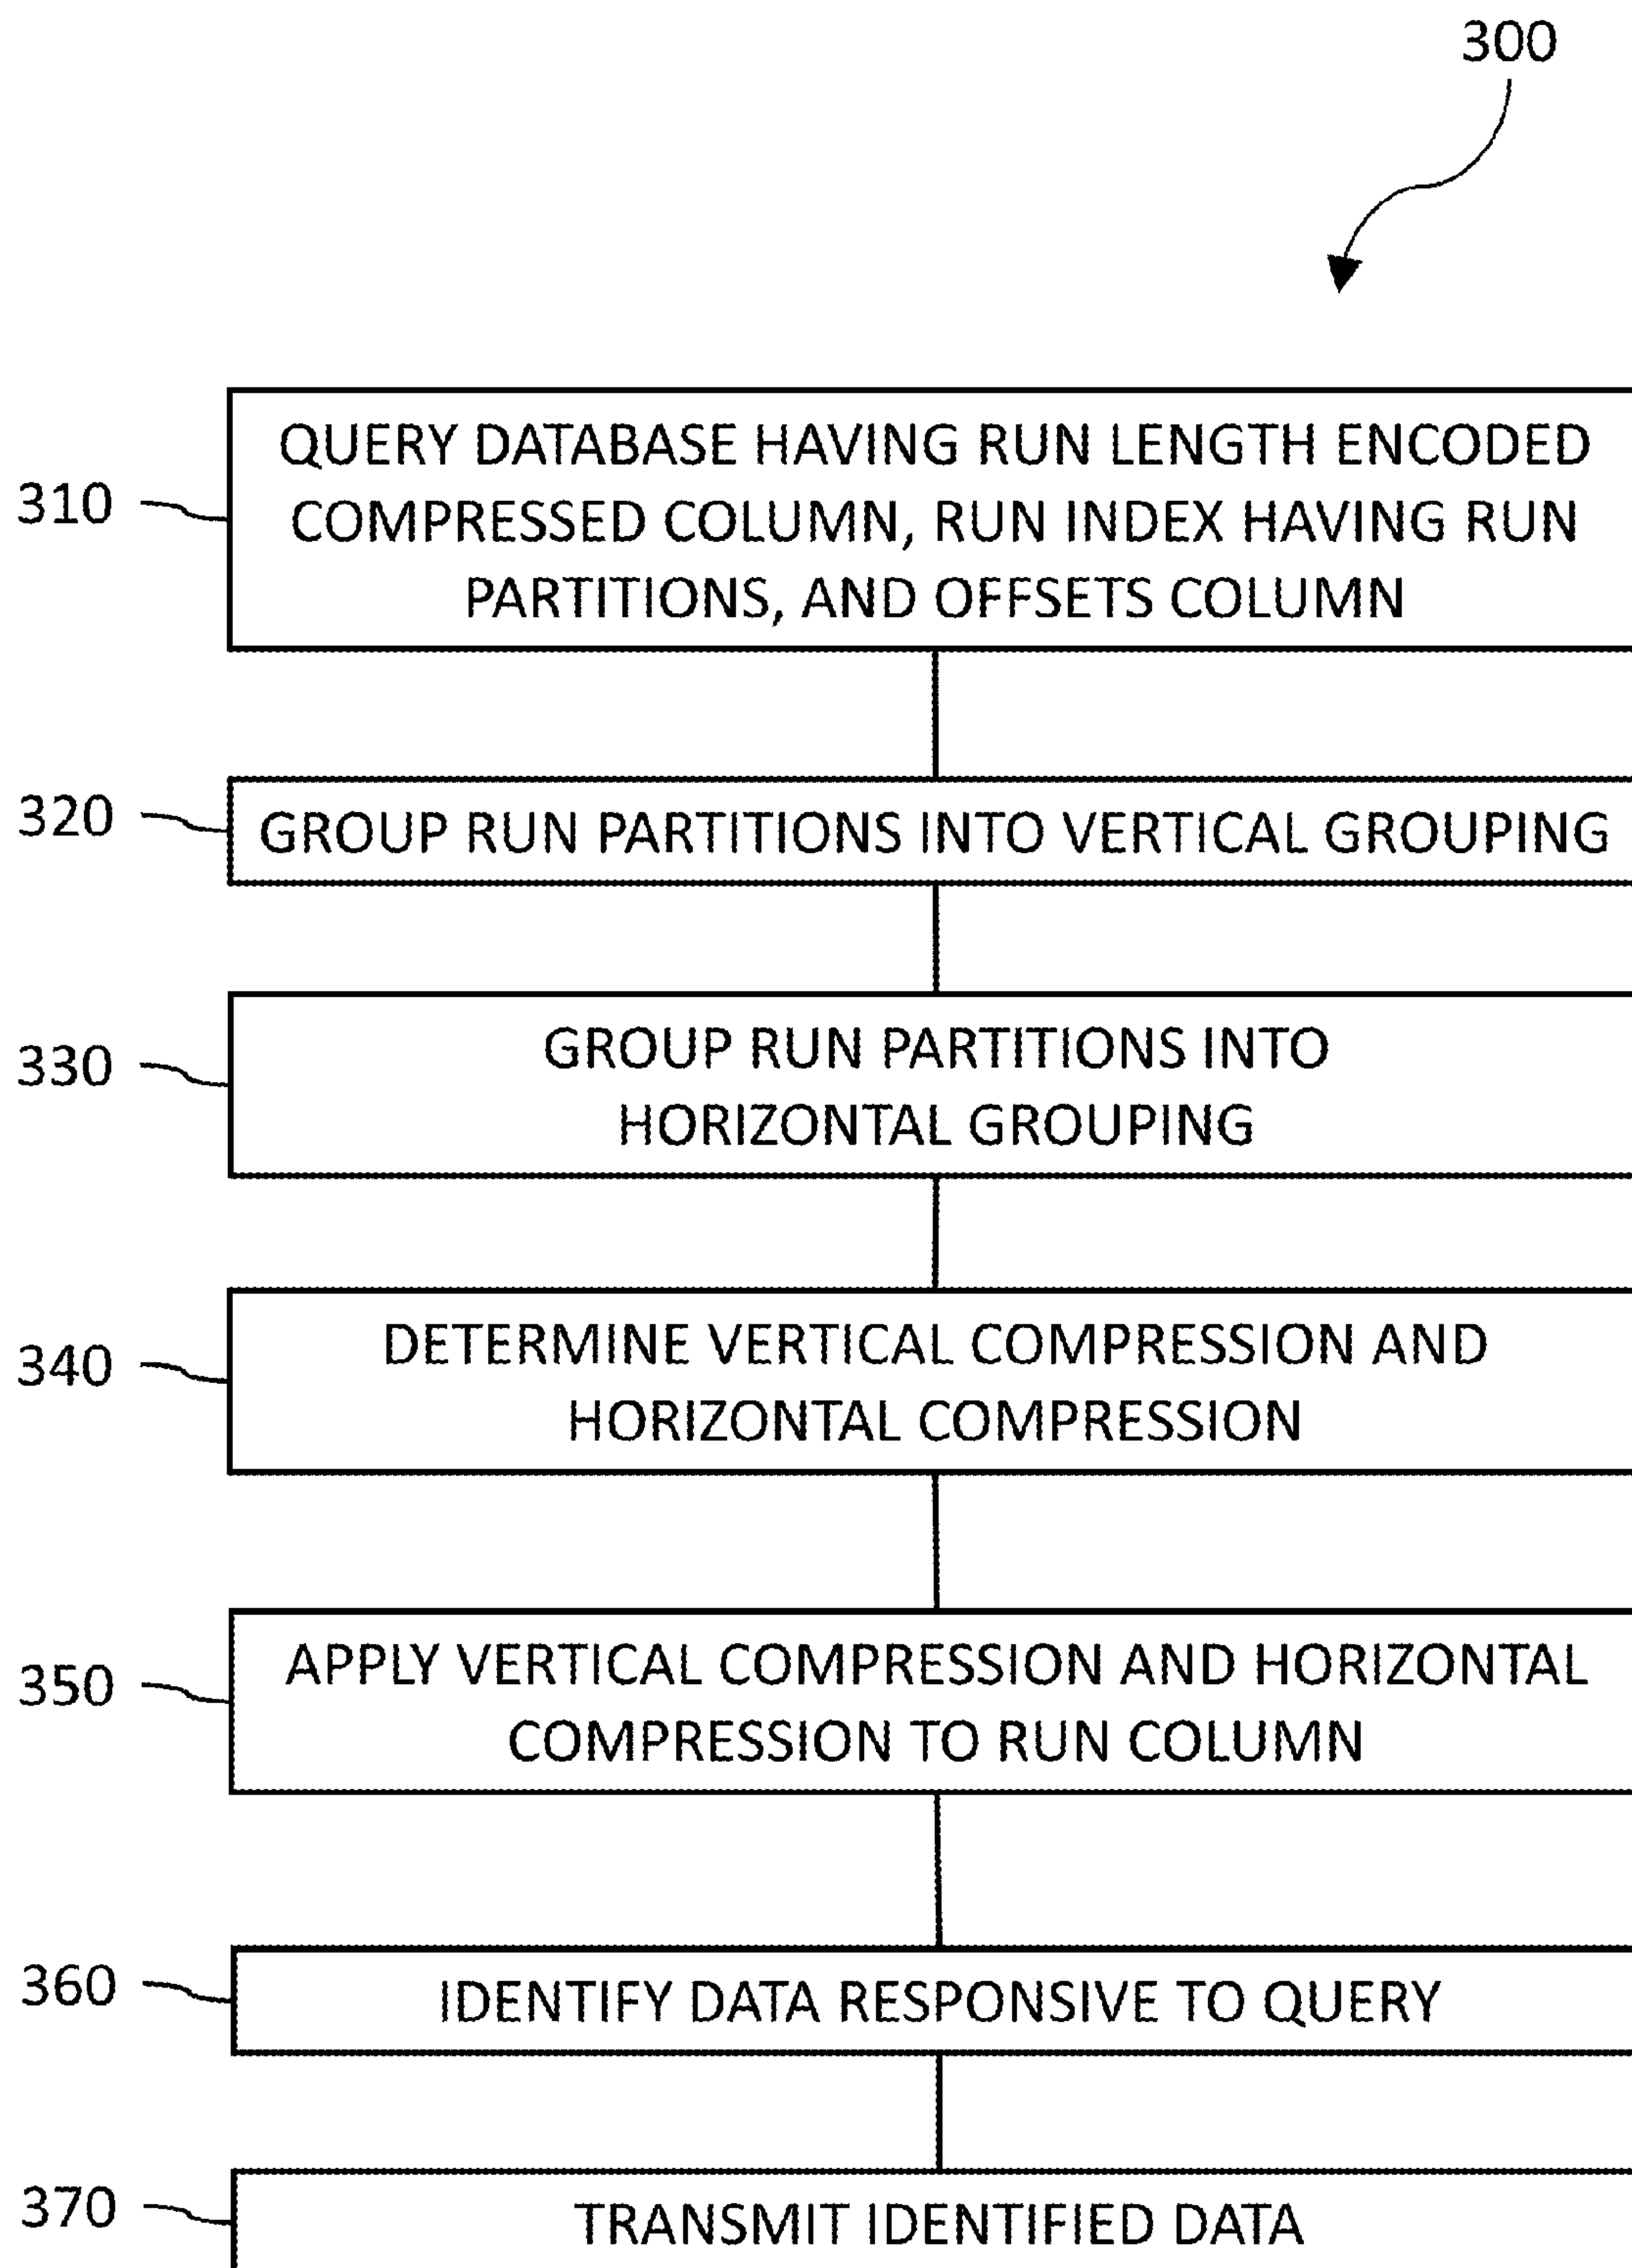 300
310
QUERY DATABASE HAVING RUN LENGTH ENCODED
COMPRESSED COLUMN, RUN INDEX HAVING RUN
PARTITIONS, AND OFFSETS COLUMN
320
GROUP RUN PARTITIONS INTO VERTICAL GROUPING
330
GROUP RUN PARTITIONS INTO
HORIZONTAL GROUPING
340
DETERMINE VERTICAL COMPRESSION AND
HORIZONTAL COMPRESSION
350
APPLY VERTICAL COMPRESSION AND HORIZONTAL
COMPRESSION TO RUN COLUMN
360
IDENTIFY DATA RESPONSIVE TO QUERY
370
TRANSMIT IDENTIFIED DATA